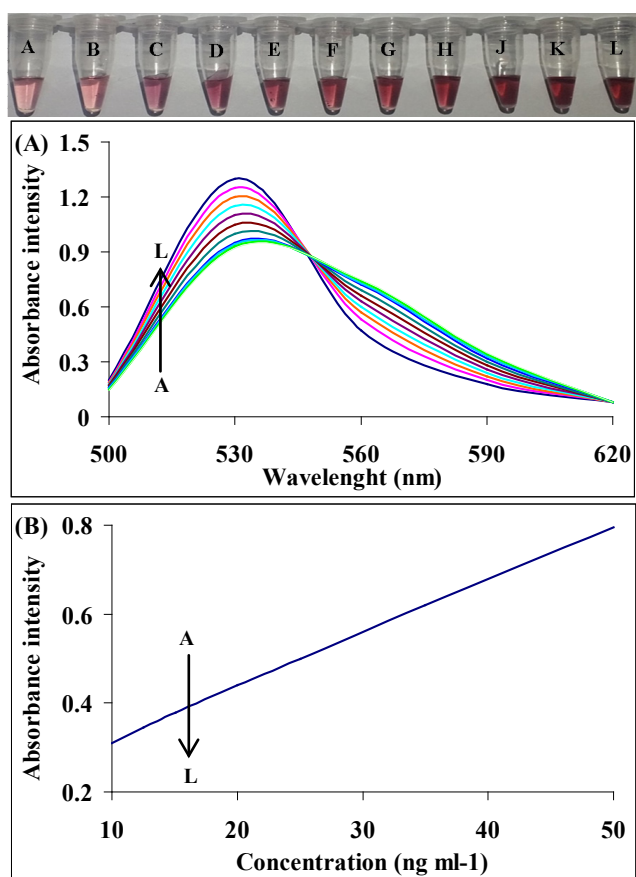 A B C D E F G H J K L
(A) 1.5
1.2
0.9
0.6
0.3
0
Absorbance intensity
L
A
500 530 560 590 620
Wavelenght (nm)
(B) 0.8
0.6
0.4
0.2
Absorbance intensity
A
L
10 20 30 40 50
Concentration (ng ml-1)